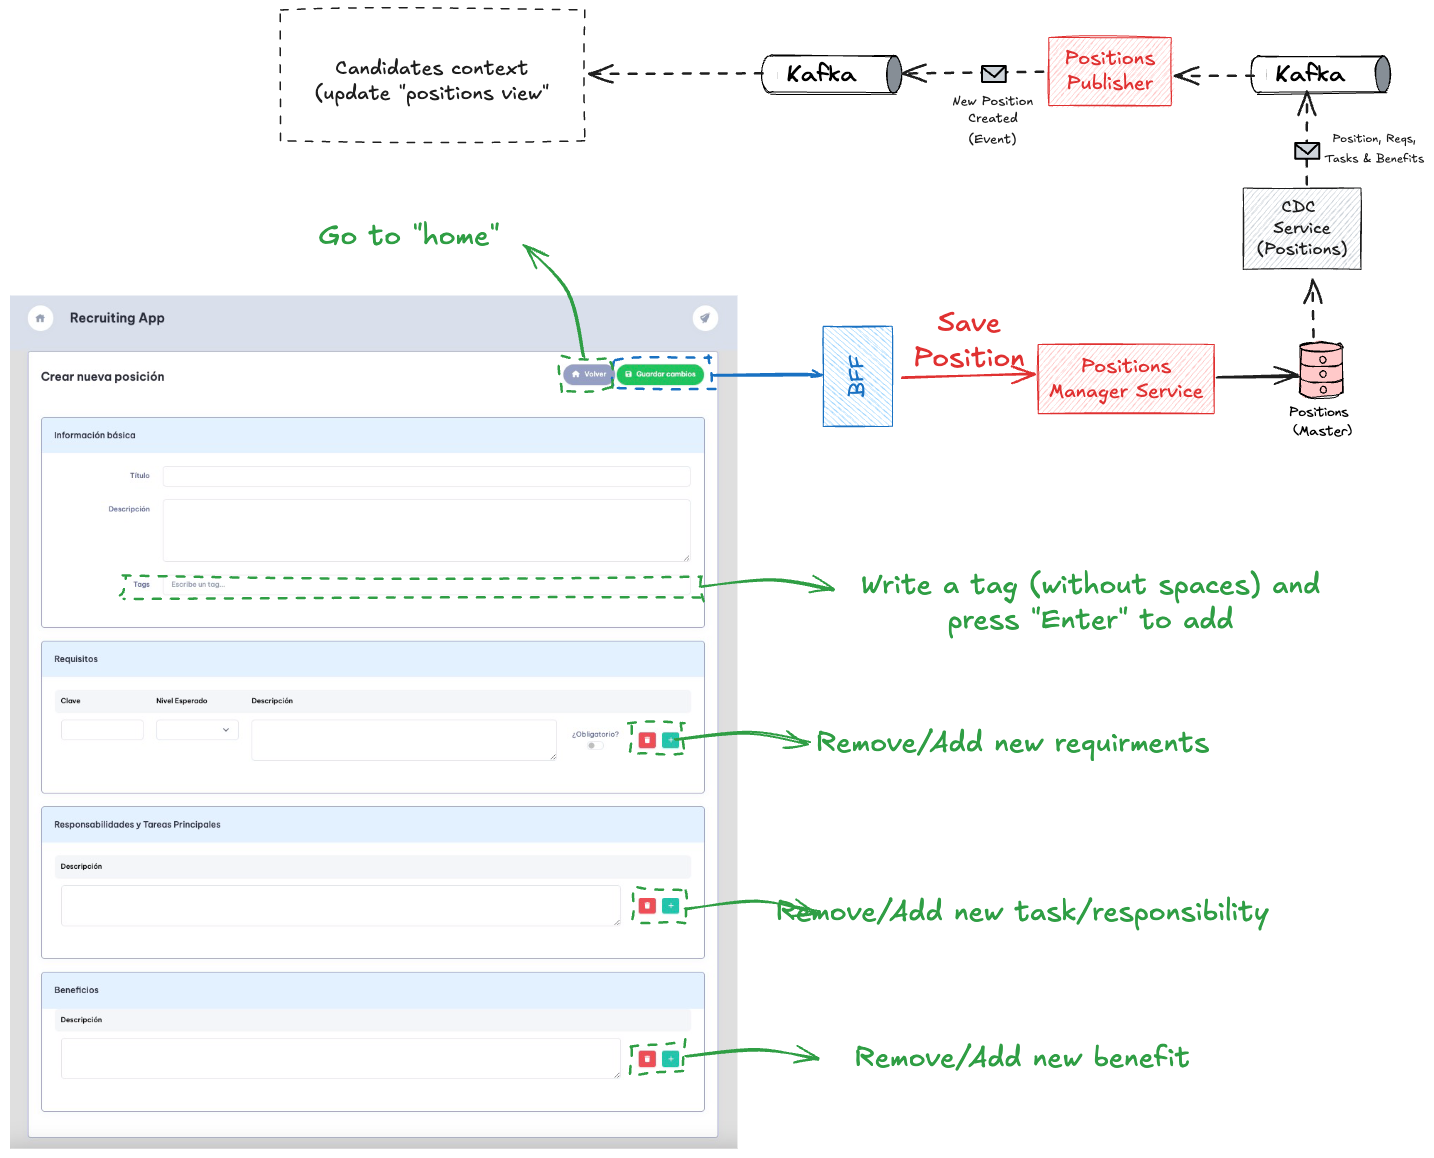 Candidates context
(update "positions view"
Kafka
New Position
Created
(Event)
Positions
Publisher
Kafka
Position, Reqs,
Tasks & Benefits
CDC
Service
(Positions)
Go to "home"
Recruiting App
Crear nueva posición
Volver
Guardar cambios
BFF
Save
Position
Positions
Manager Service
Positions
(Master)
Información básica
Título
Descripción
Tags
Escribe un tag...
Write a tag (without spaces) and
press "Enter" to add
Requisitos
Clave
Nivel Esperado
Descripción
¿Obligatorio?
Remove/Add new requirments
Responsabilidades y Tareas Principales
Descripción
Remove/Add new task/responsibility
Beneficios
Descripción
Remove/Add new benefit